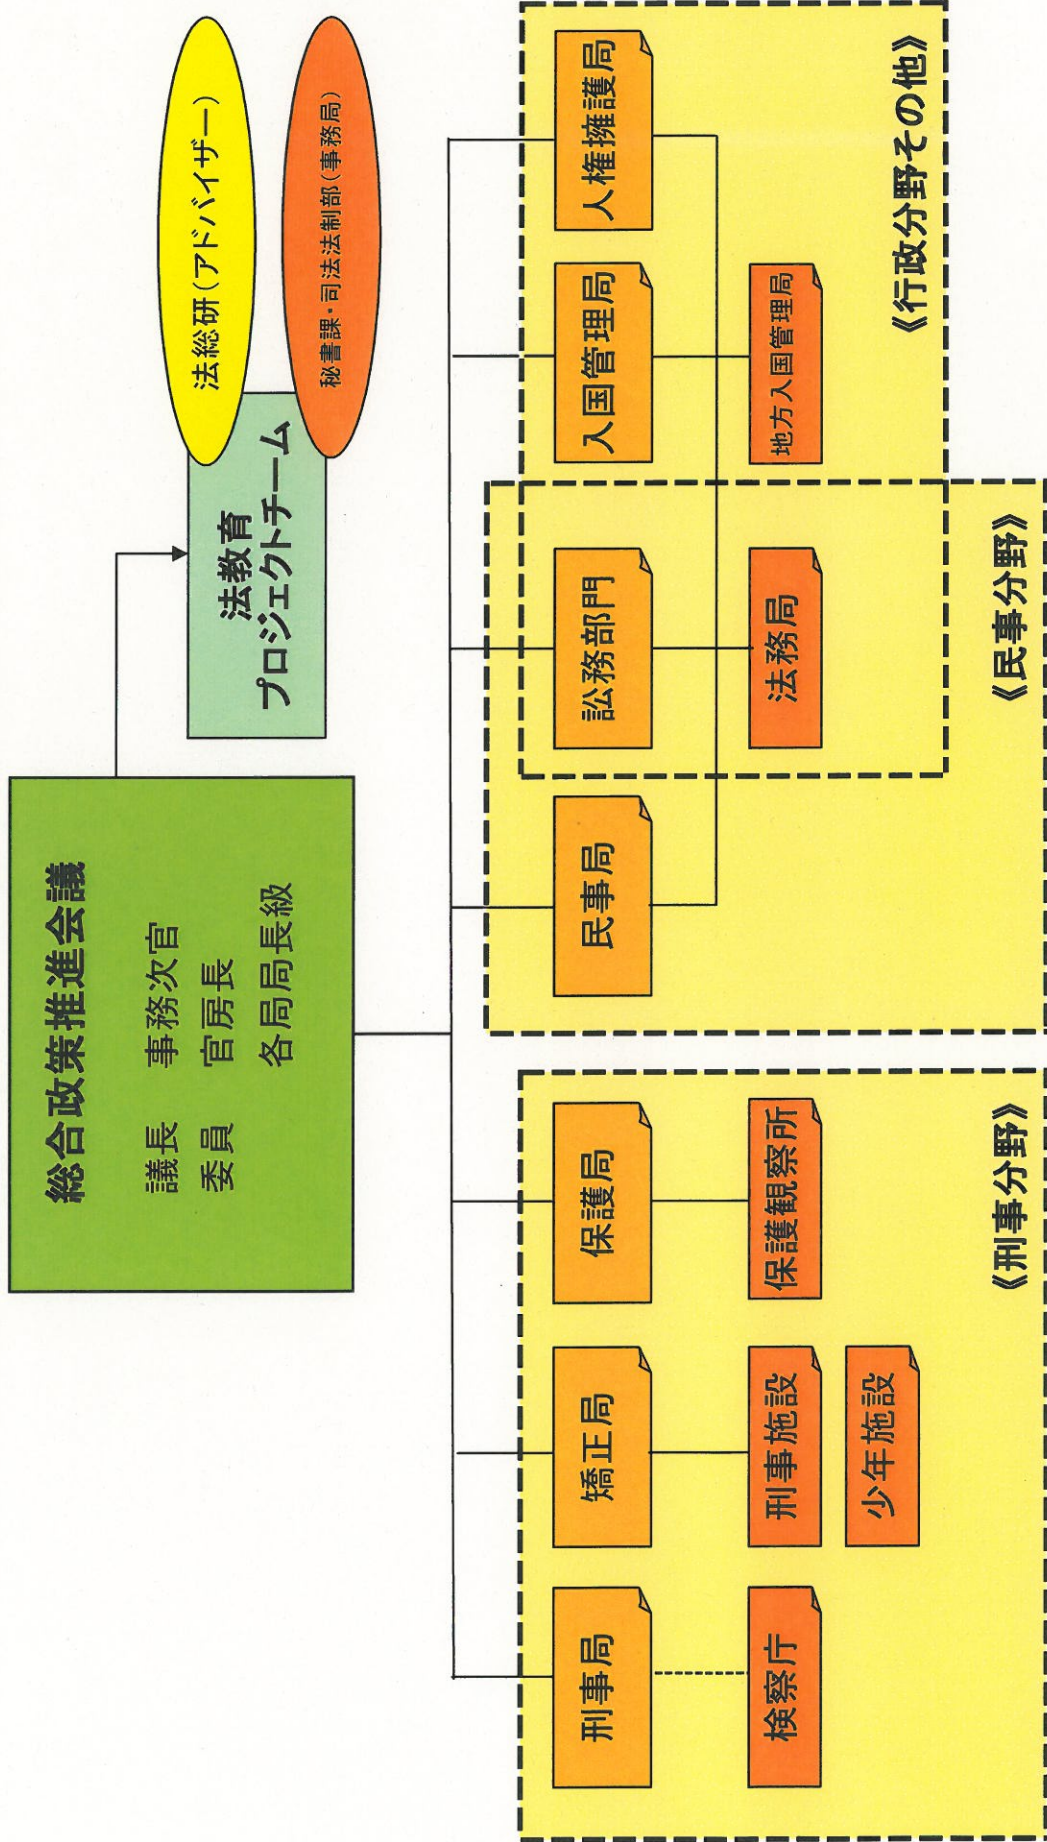 総合政策推進会議
議長 事務次官
委員 官房長
各局局長級
法教育
プロジェクトチーム
法総研(アドバイザー)
秘書課・司法法制部(事務局)
刑事局
矯正局
保護局
民事局
訟務部門
入国管理局
人権擁護局
検察庁
刑事施設
少年施設
保護観察所
法務局
地方入国管理局
《刑事分野》
《民事分野》
《行政分野その他》